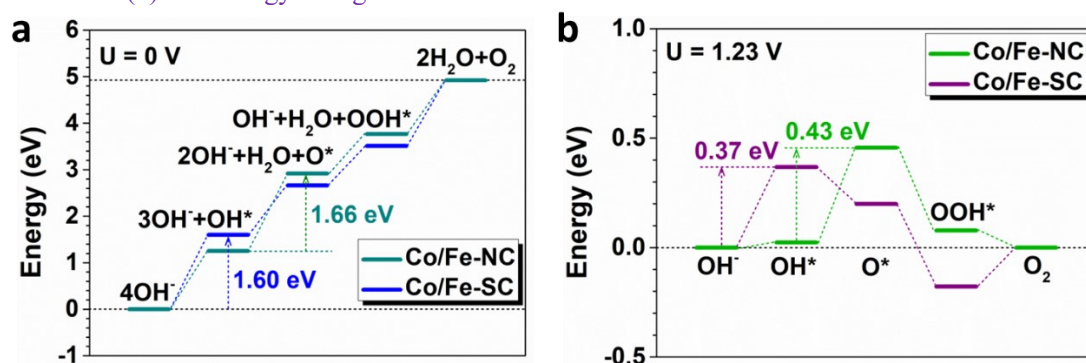 a
U = 0 V
6
5
4
3
2
1
0
-1
Energy (eV)
2H₂O+O₂
OH⁻+H₂O+OOH*
2OH⁻+H₂O+O*
3OH⁻+OH*
4OH⁻
1.66 eV
1.60 eV
Co/Fe-NC
Co/Fe-SC
b
U = 1.23 V
1.0
0.5
0.0
-0.5
Energy (eV)
Co/Fe-NC
Co/Fe-SC
0.43 eV
0.37 eV
OOH*
OH⁻
OH*
O*
O₂